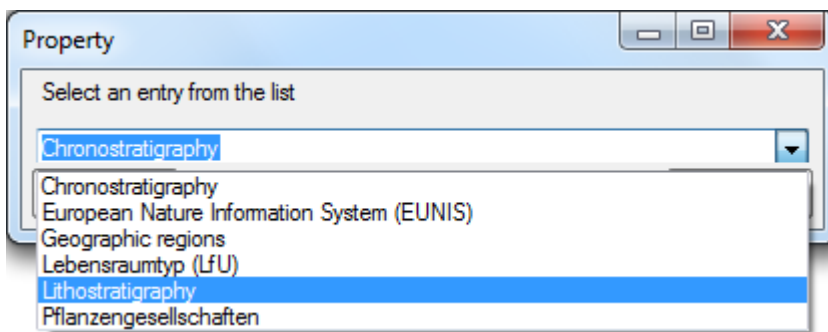 Property
Select an entry from the list
Chronostratigraphy
Chronostratigraphy
European Nature Information System (EUNIS)
Geographic regions
Lebensraumtyp (LfU)
Lithostratigraphy
Pflanzengesellschaften